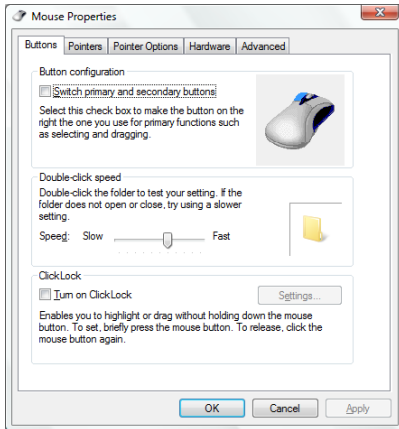 Mouse Properties
Buttons Pointers Pointer Options Hardware Advanced
Button configuration
Switch primary and secondary buttons
Select this check box to make the button on the
right the one you use for primary functions such
as selecting and dragging.
Double-click speed
Double-click the folder to test your setting. If the
folder does not open or close, try using a slower
setting.
Speed: Slow Fast
ClickLock
Turn on ClickLock Settings...
Enables you to highlight or drag without holding down the mouse
button. To set, briefly press the mouse button. To release, click the
mouse button again.
OK Cancel Apply